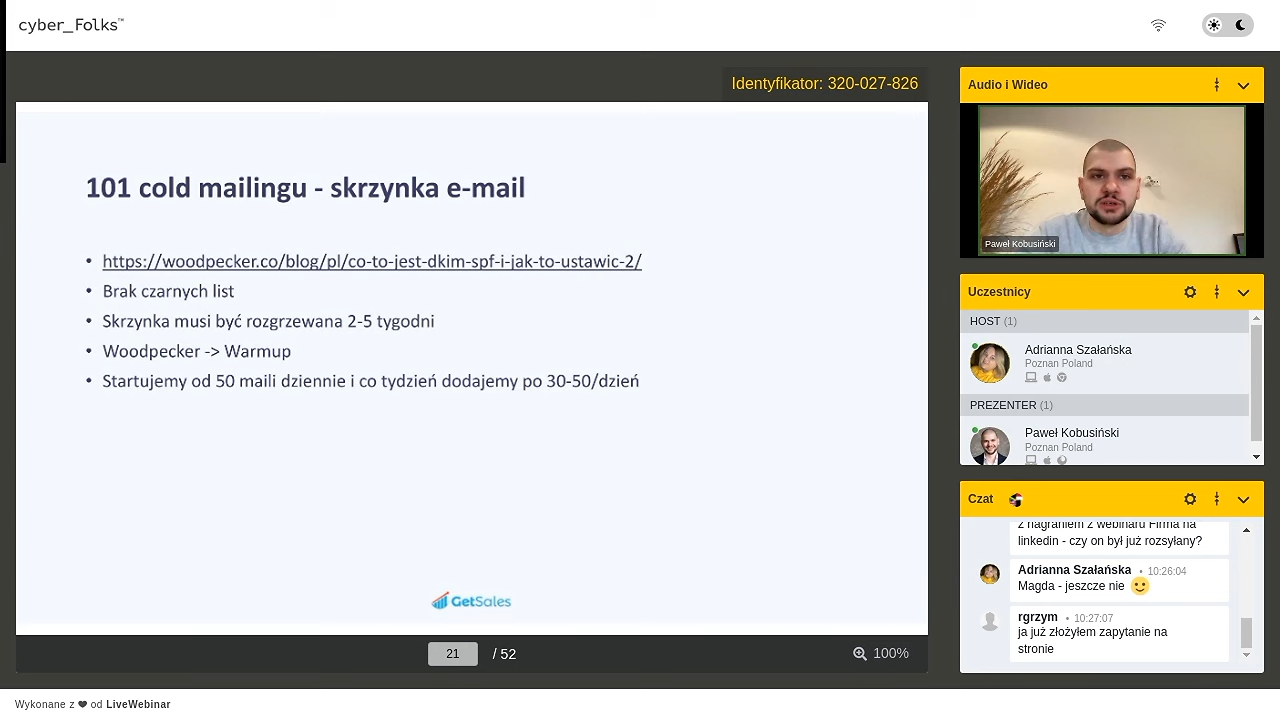 cyber_Folks™
Identyfikator: 320-027-826
101 cold mailingu - skrzynka e-mail
• https://woodpecker.co/blog/pl/co-to-jest-dkim-spf-i-jak-to-ustawic-2/
• Brak czarnych list
• Skrzynka musi być rozgrzewana 2-5 tygodni
• Woodpecker -> Warmup
• Startujemy od 50 maili dziennie i co tydzień dodajemy po 30-50/dzień
GetSales
21 / 52
100%
Audio i Wideo
Paweł Kobusiński
Uczestnicy
HOST (1)
Adrianna Szałańska
Poznan Poland
PREZENTER (1)
Paweł Kobusiński
Poznan Poland
Czat
z nagraniem z webinaru Firma na
linkedin - czy on był już rozsyłany?
Adrianna Szałańska • 10:26:04
Magda - jeszcze nie 🙂
rgrzym • 10:27:07
ja już złożyłem zapytanie na
stronie
Wykonane z ❤ od LiveWebinar